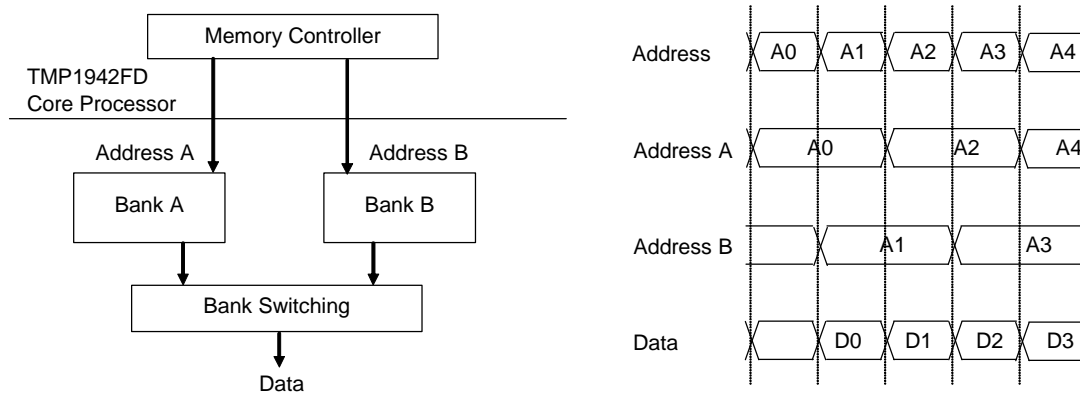 Memory Controller
TMP1942FD
Core Processor
Address A
Address B
Bank A
Bank B
Bank Switching
Data
Address
A0
A1
A2
A3
A4
Address A
A0
A2
A4
Address B
A1
A3
Data
D0
D1
D2
D3